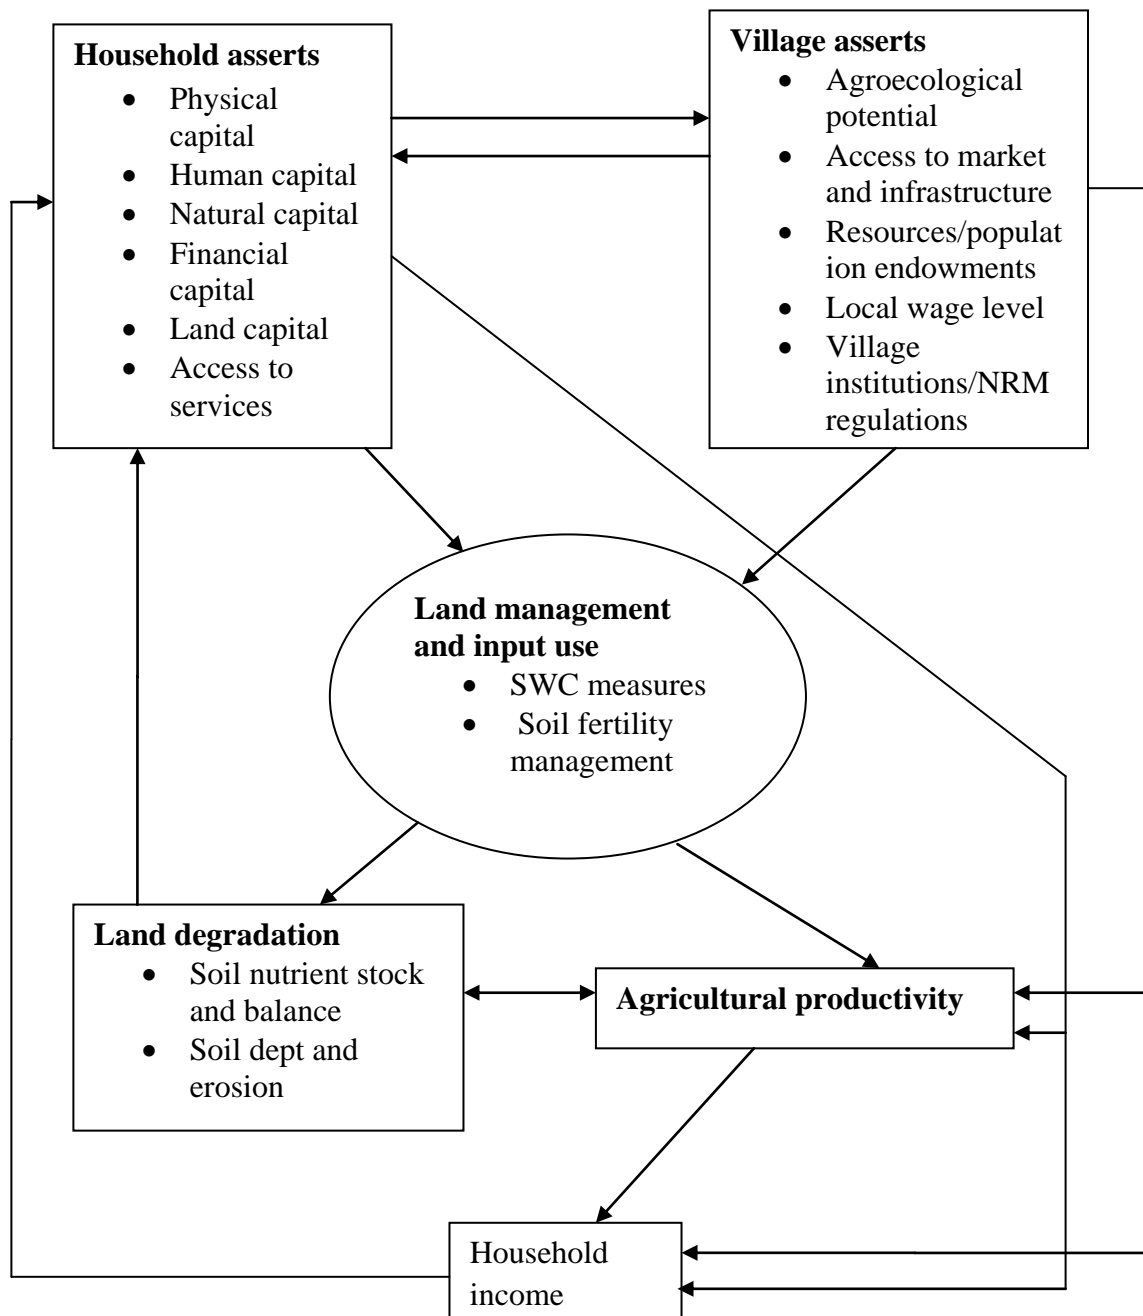 Household asserts
• Physical
capital
• Human capital
• Natural capital
• Financial
capital
• Land capital
• Access to
services
Village asserts
• Agroecological
potential
• Access to market
and infrastructure
• Resources/populat
ion endowments
• Local wage level
• Village
institutions/NRM
regulations
Land management
and input use
• SWC measures
• Soil fertility
management
Land degradation
• Soil nutrient stock
and balance
• Soil dept and
erosion
Agricultural productivity
Household
income